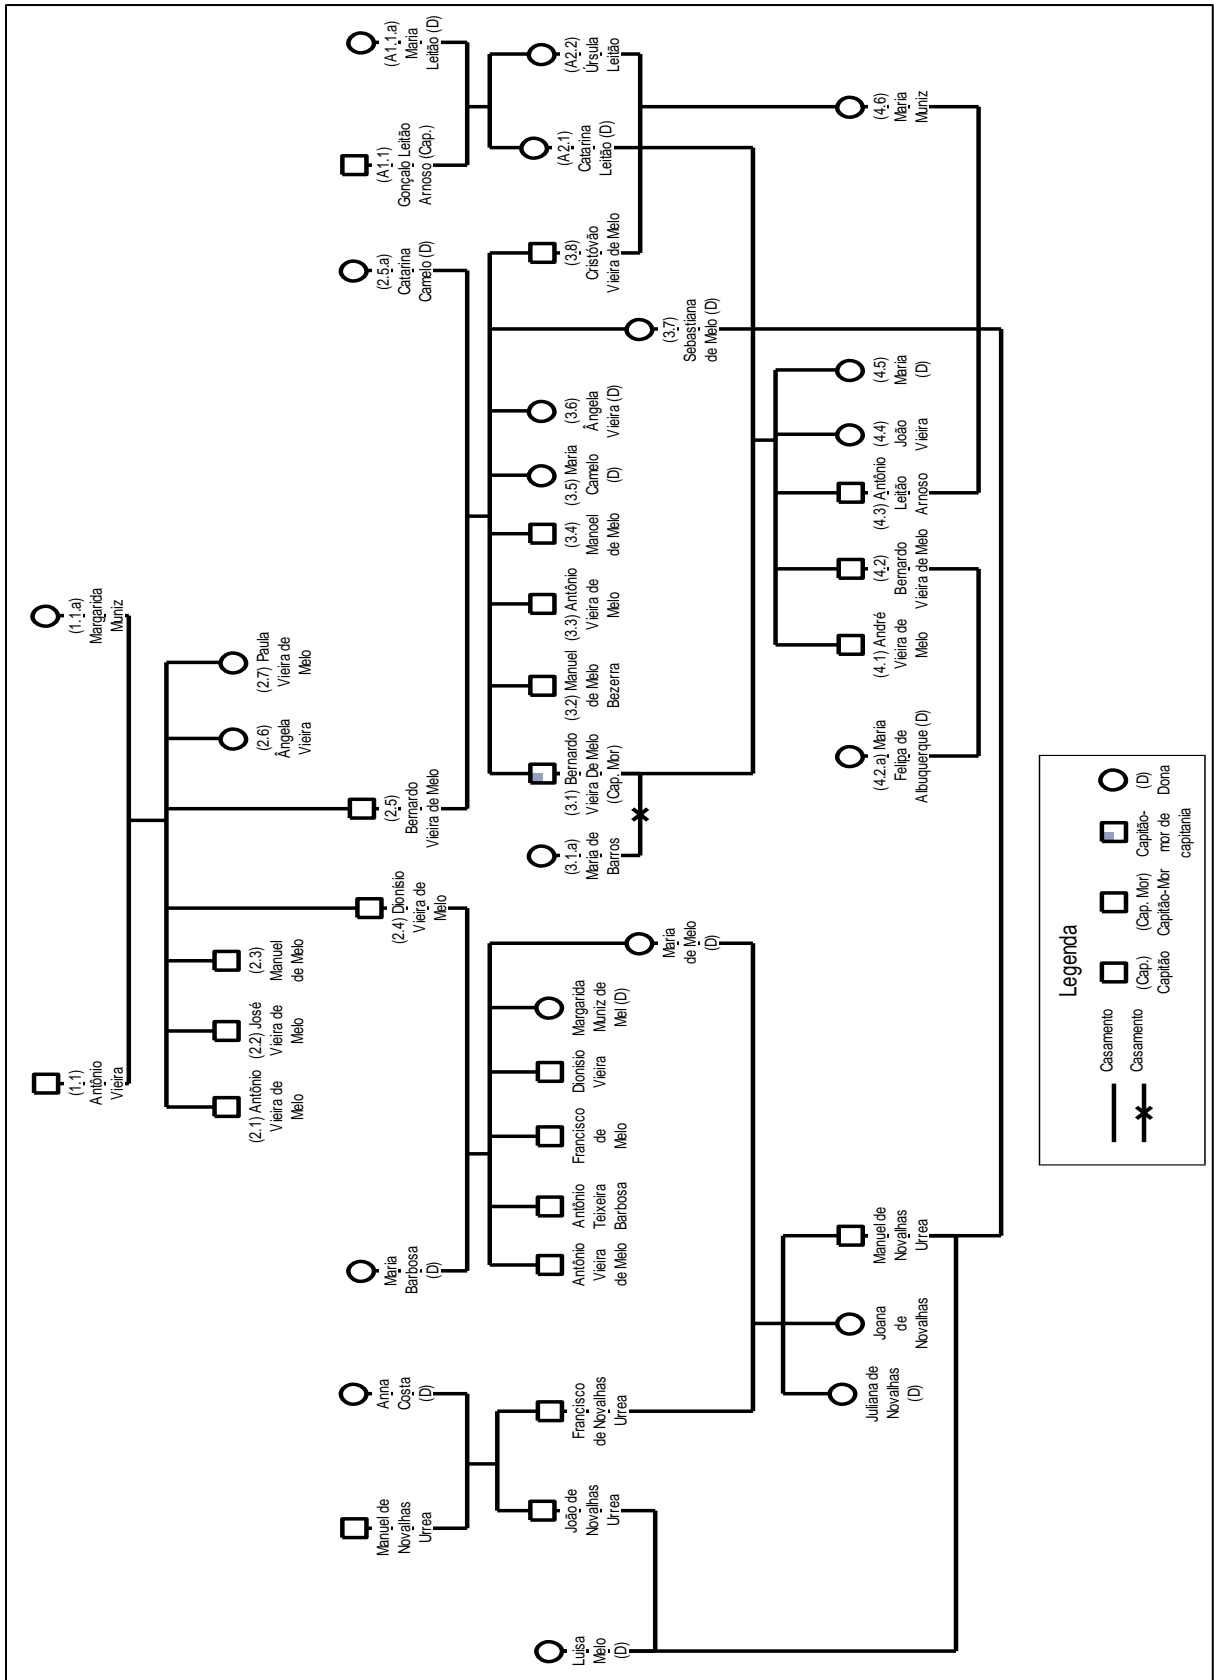 (1.1)
Antônio
Vieira
(1.1.a)
Margarida
Muniz
(2.1) Antônio
Vieira de
Melo
(2.2) José
Vieira de
Melo
(2.3)
Manuel
de Melo
(2.4) Dionísio
Vieira de
Melo
(2.5)
Bernardo
Vieira de Melo
(2.6)
Ângela
Vieira
(2.7) Paula
Vieira de
Melo
Manuel de
Novalhas
Urrea
Anna
Costa
(D)
Maria
Barbosa
(D)
(2.5.a)
Catarina
Camelo (D)
(A1.1)
Gonçalo Leitão
Arnoso (Cap.)
(A1.1.a)
Maria
Leitão (D)
Luisa
Melo
(D)
João de
Novalhas
Urrea
Francisco
de Novalhas
Urrea
Antônio
Vieira
de Melo
Antônio
Teixeira
Barbosa
Francisco
de
Melo
Dionisio
Vieira
Margarida
Muniz de
Mel (D)
Maria
de Melo
(D)
(3.1.a)
Maria de
Barros
(3.1) Bernardo
Vieira De Melo
(Cap. Mor)
(3.2) Manuel
de Melo
Bezerra
(3.3) Antônio
Vieira de
Melo
(3.4)
Manoel
de Melo
(3.5) Maria
Camelo
(D)
(3.6)
Ângela
Vieira (D)
(3.7)
Sebastiana
de Melo (D)
(3.8)
Cristóvão
Vieira de Melo
(A2.1)
Catarina
Leitão (D)
(A2.2)
Úrsula
Leitão
Juliana de
Novalhas
(D)
Joana
de
Novalhas
Manuel de
Novalhas
Urrea
(4.2.a) Maria
Felipa de
Albuquerque (D)
(4.1) André
Vieira de
Melo
(4.2)
Bernardo
Vieira de Melo
(4.3) Antônio
Leitão
Arnoso
(4.4)
João
Vieira
(4.5)
Maria
(D)
(4.6)
Maria
Muniz
Legenda
Casamento
Casamento
(Cap.)
Capitão
(Cap. Mor)
Capitão-Mor
Capitão-
mor de
capitania
(D)
Dona